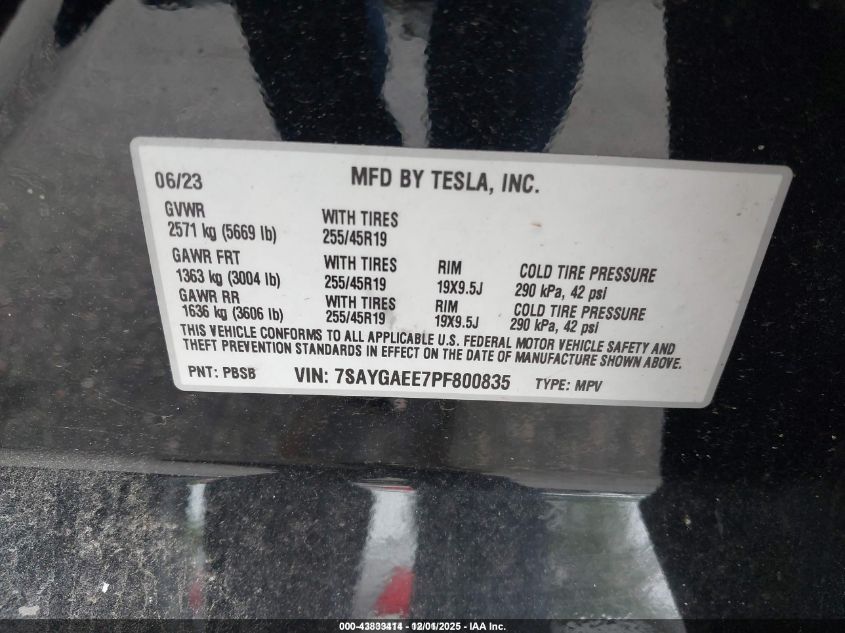 06/23 MFD BY TESLA, INC.
GVWR
2571 kg (5669 lb) WITH TIRES 255/45R19
GAWR FRT
1363 kg (3004 lb) WITH TIRES 255/45R19 RIM 19X9.5J COLD TIRE PRESSURE 290 kPa, 42 psi
GAWR RR
1636 kg (3606 lb) WITH TIRES 255/45R19 RIM 19X9.5J COLD TIRE PRESSURE 290 kPa, 42 psi
THIS VEHICLE CONFORMS TO ALL APPLICABLE U.S. FEDERAL MOTOR VEHICLE SAFETY AND
THEFT PREVENTION STANDARDS IN EFFECT ON THE DATE OF MANUFACTURE SHOWN ABOVE.
PNT: PBSB VIN: 7SAYGAEE7PF800835 TYPE: MPV
- IAA Inc.